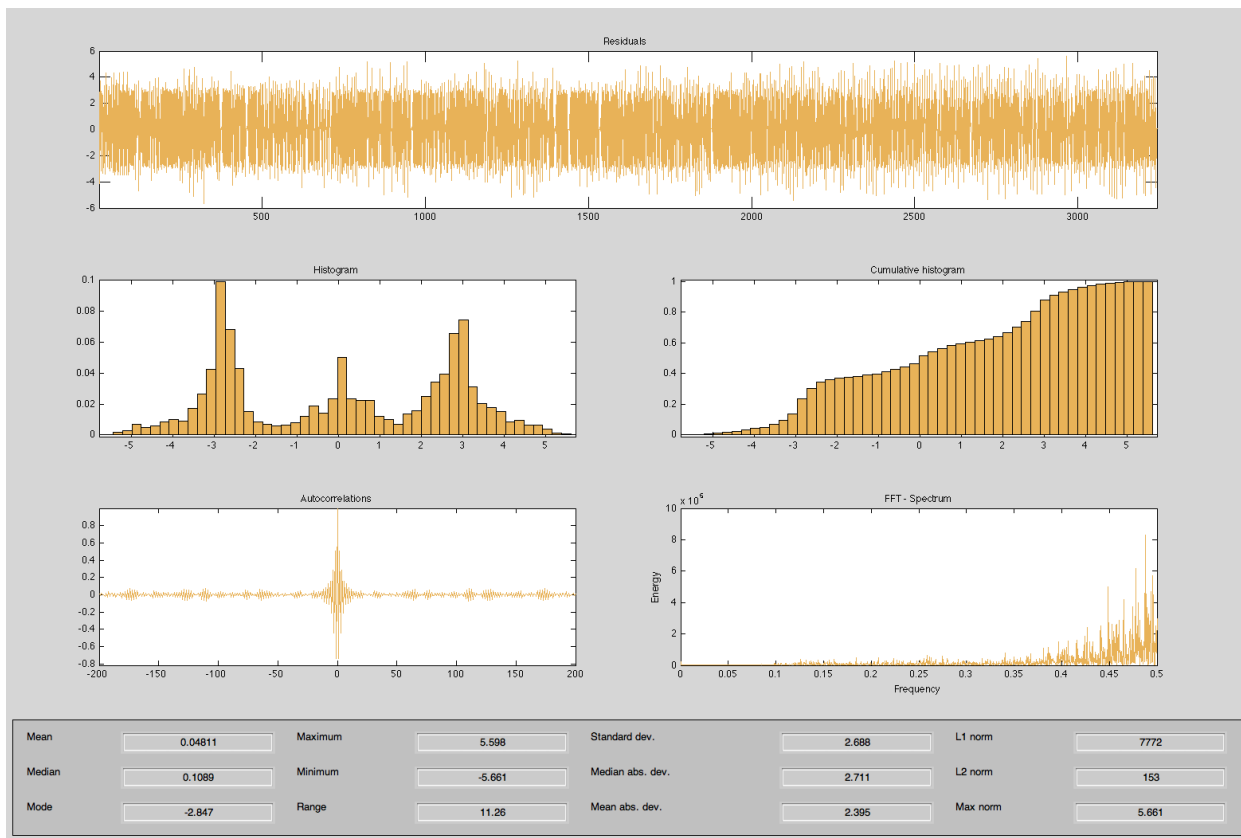 Residuals
6
4
2
0
-2
-4
-6
500 1000 1500 2000 2500 3000
Histogram
0.1
0.08
0.06
0.04
0.02
0
-5 -4 -3 -2 -1 0 1 2 3 4 5
Cumulative histogram
1
0.8
0.6
0.4
0.2
0
-5 -4 -3 -2 -1 0 1 2 3 4 5
Autocorrelations
0.8
0.6
0.4
0.2
0
-0.2
-0.4
-0.6
-0.8
-200 -150 -100 -50 0 50 100 150 200
FFT - Spectrum
x 10^6
10
8
6
4
2
0
Energy
0 0.05 0.1 0.15 0.2 0.25 0.3 0.35 0.4 0.45 0.5
Frequency
Mean 0.04811 Maximum 5.598 Standard dev. 2.688 L1 norm 7772
Median 0.1089 Minimum -5.661 Median abs. dev. 2.711 L2 norm 153
Mode -2.847 Range 11.26 Mean abs. dev. 2.395 Max norm 5.661